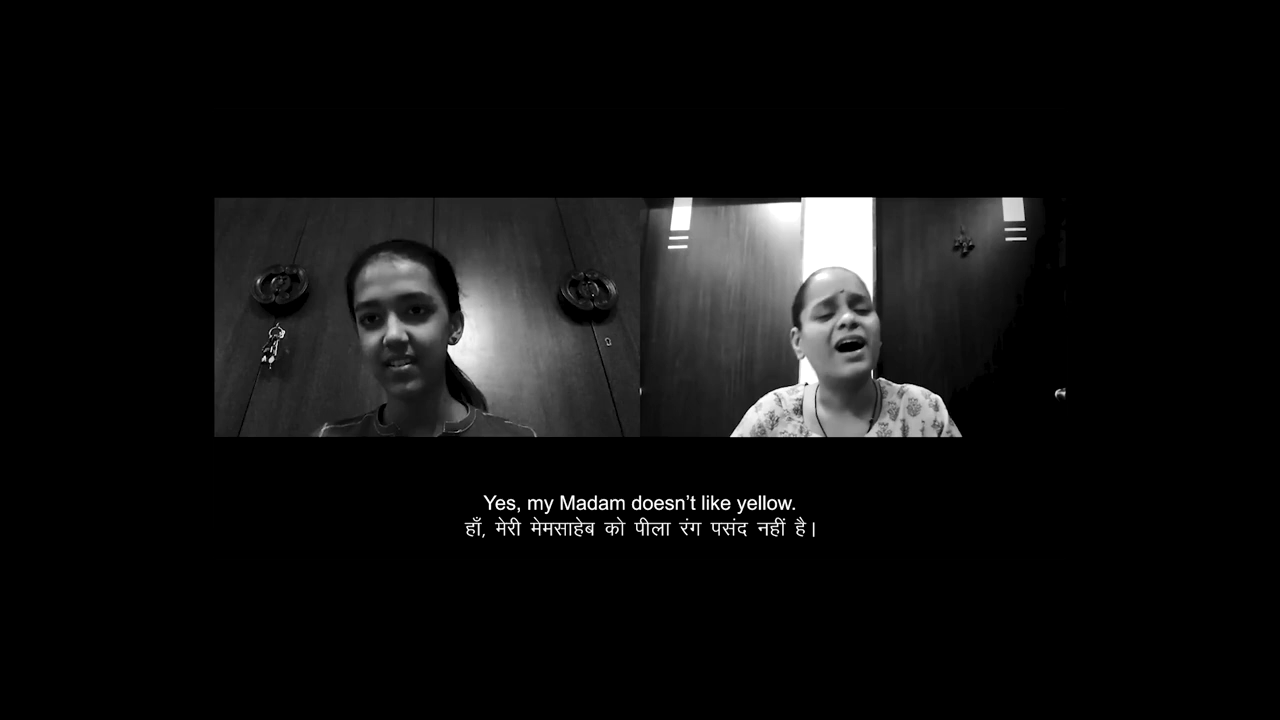 Yes, my Madam doesn’t like yellow.
हाँ, मेरी मेमसाहेब को पीला रंग पसंद नहीं है।